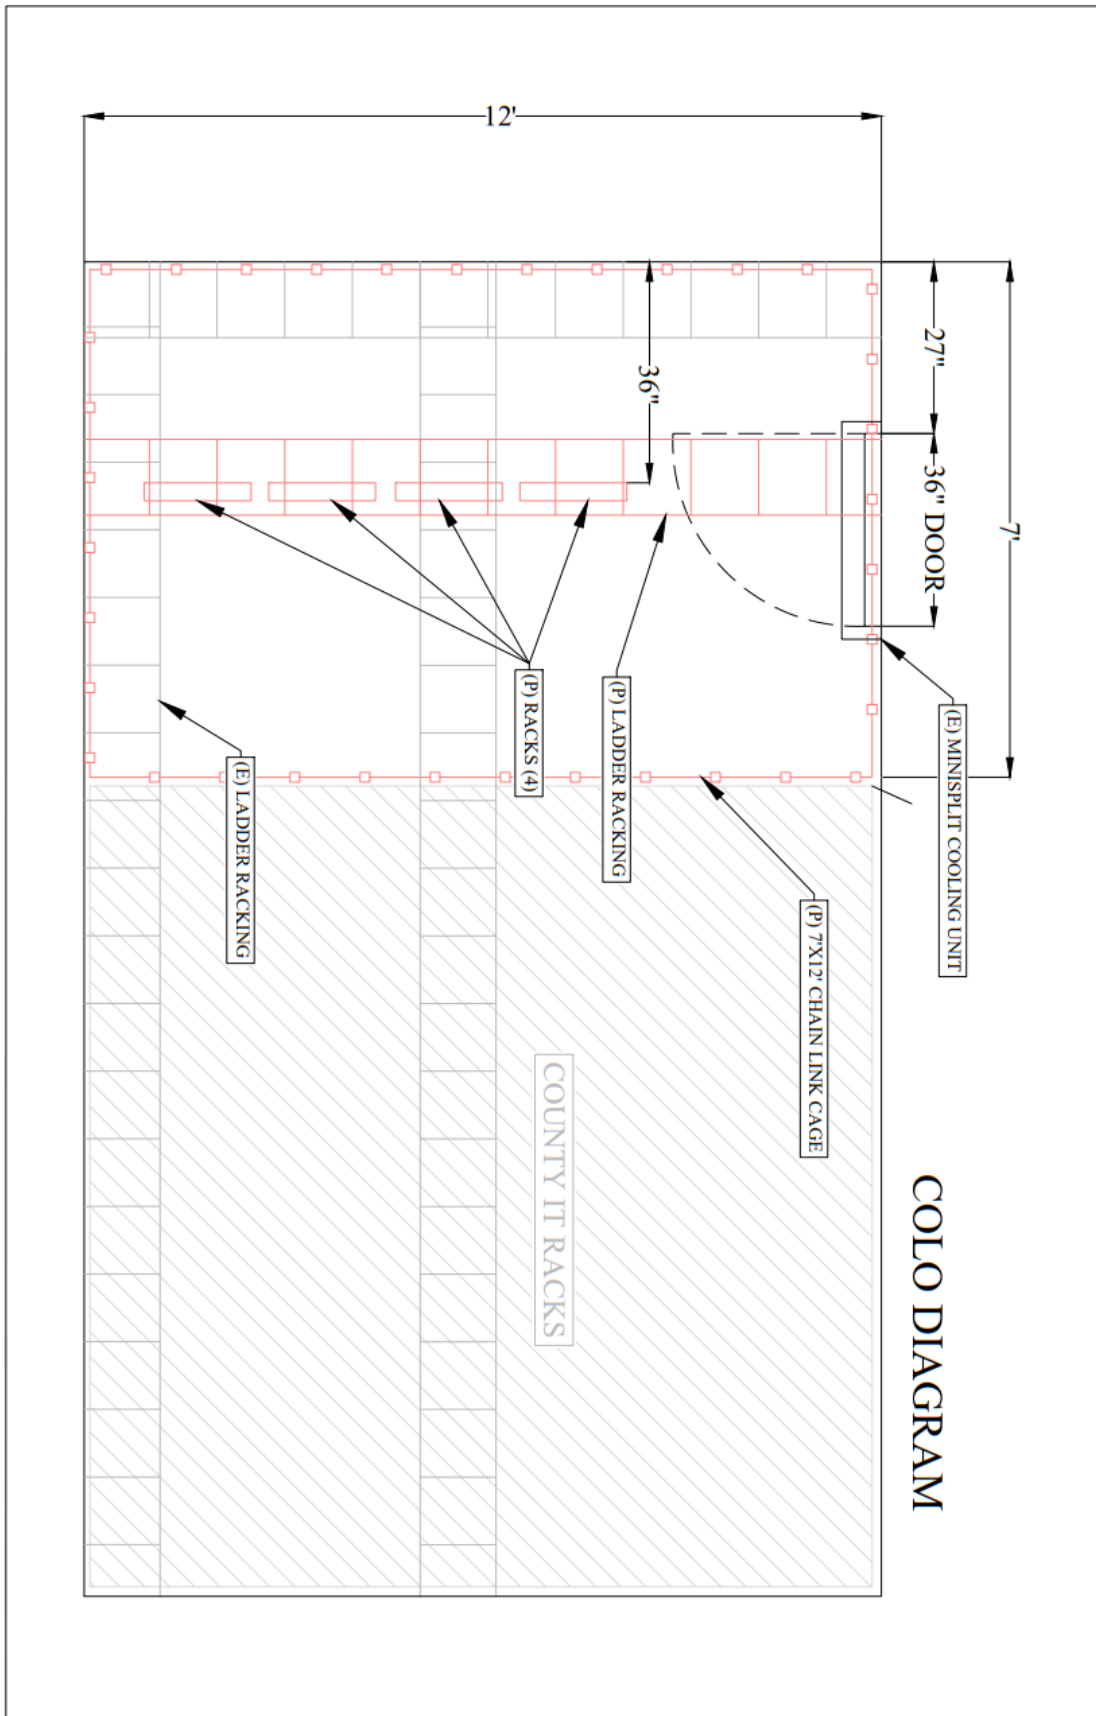 COLO DIAGRAM
7'
27"
36" DOOR
(E) MINISPLIT COOLING UNIT
(P) 7'X12' CHAIN LINK CAGE
36"
(P) LADDER RACKING
(P) RACKS (4)
12'
COUNTY IT RACKS
(E) LADDER RACKING